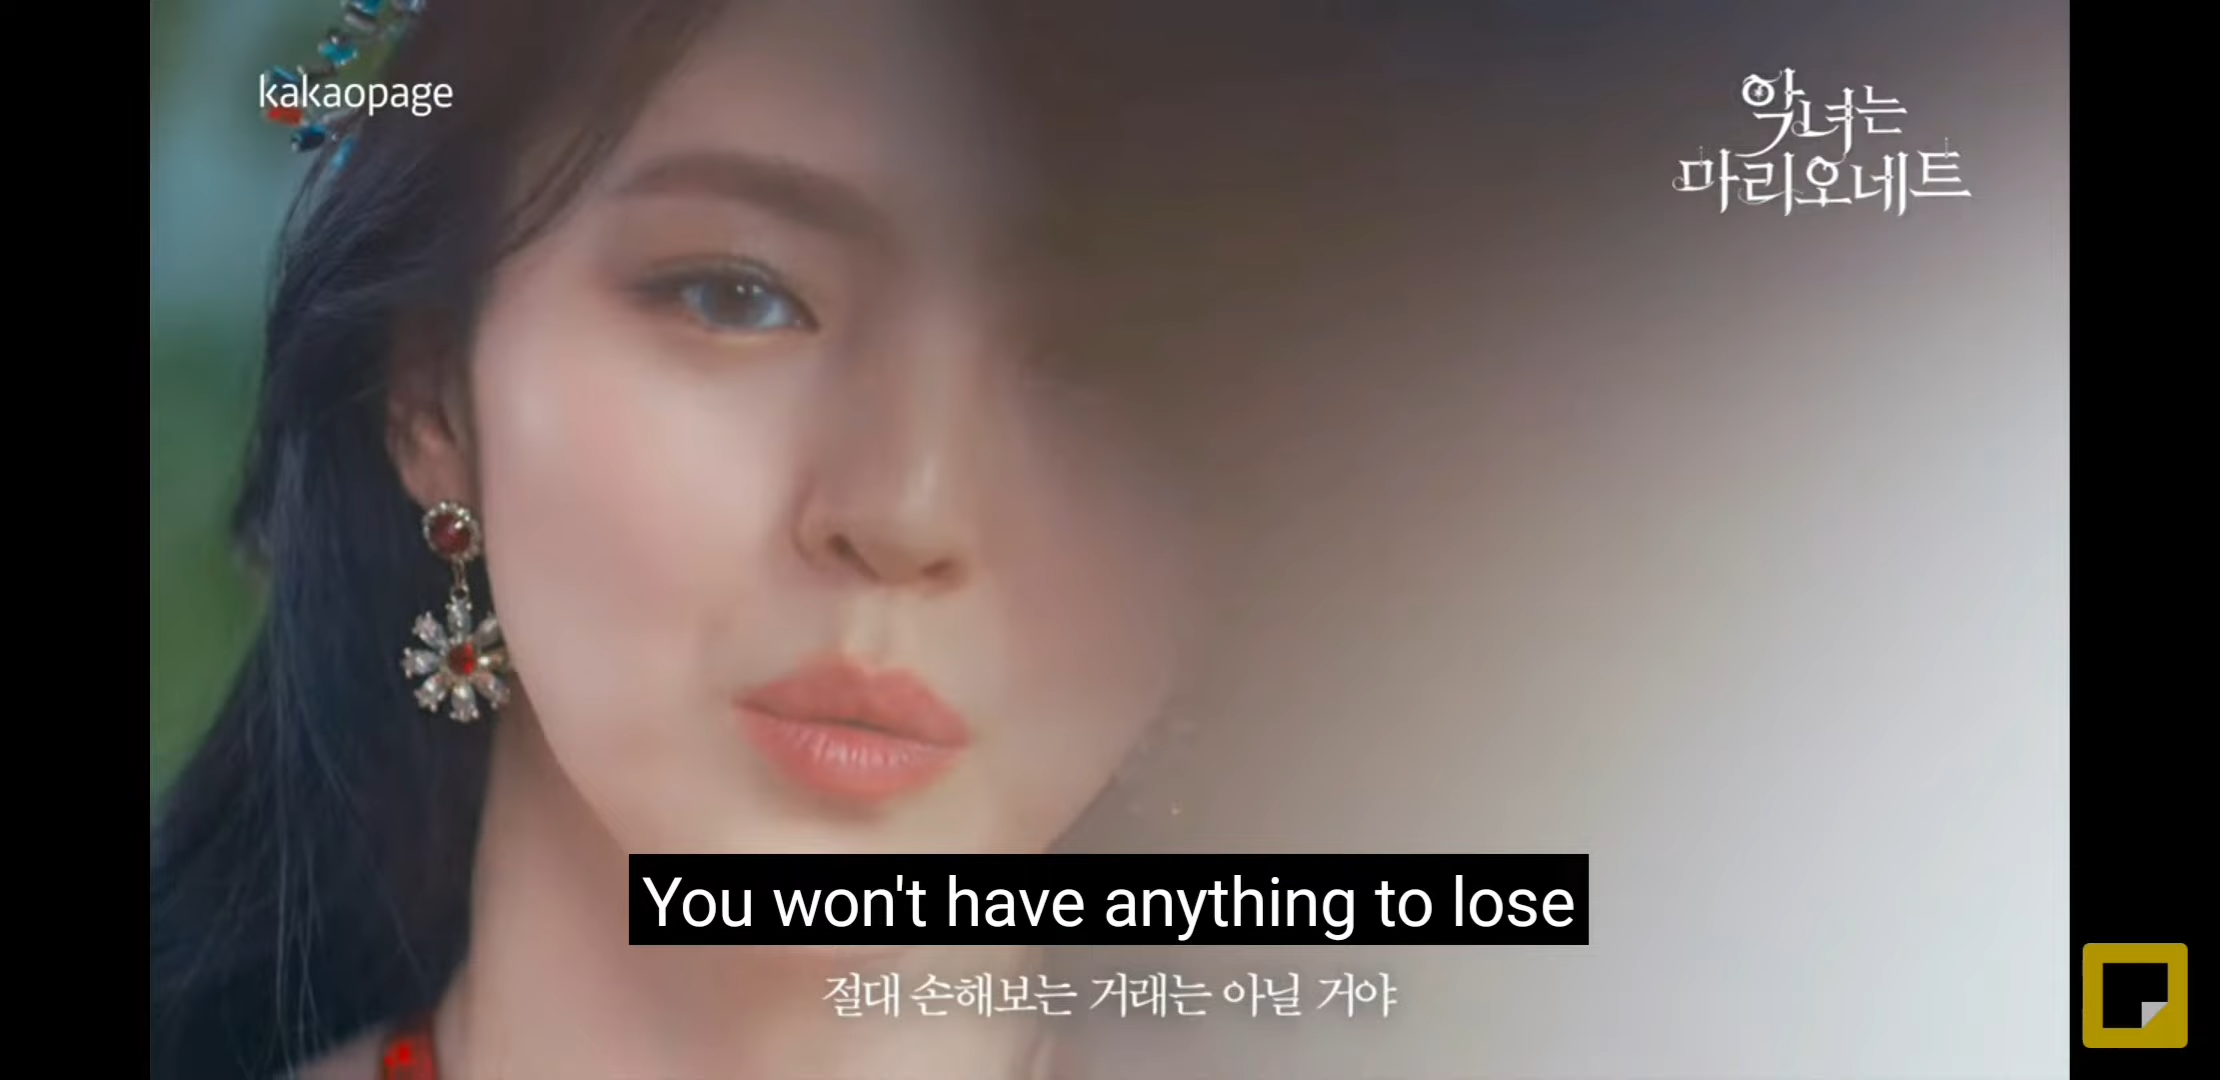 kakaopage
악녀는
마리오네트
You won't have anything to lose
절대 손해보는 거래는 아닐 거야